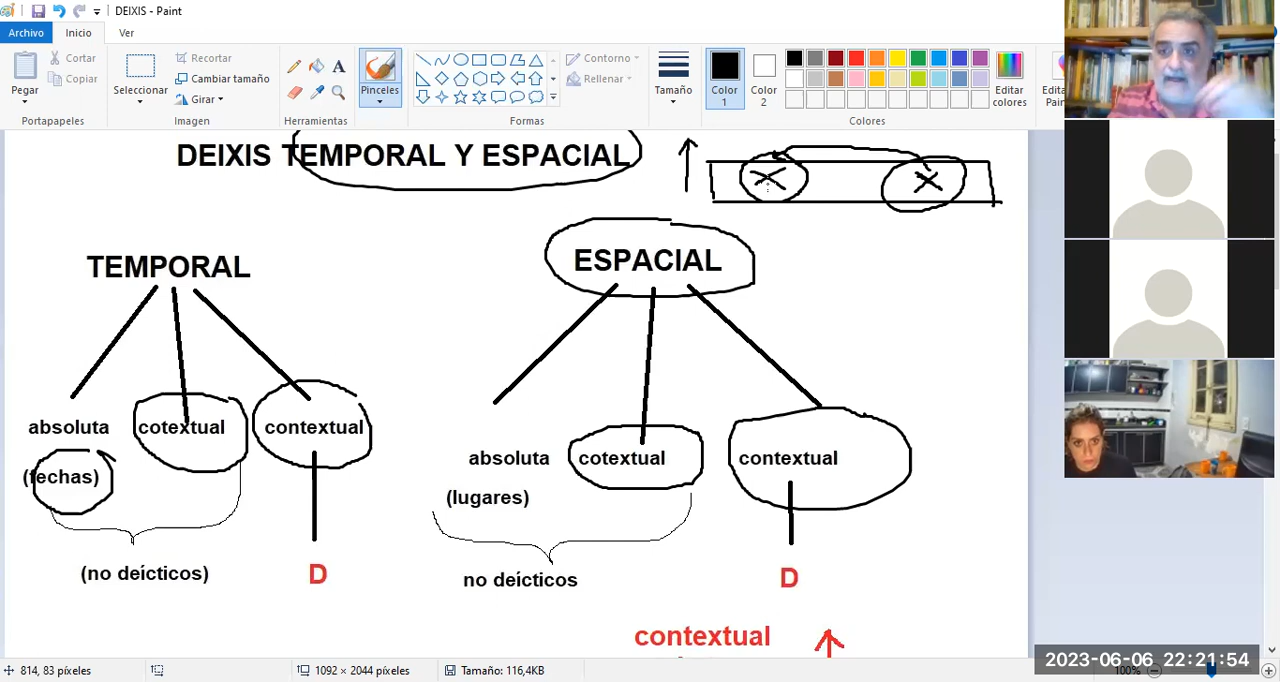 DEIXIS - Paint
Archivo Inicio Ver
Pegar
Cortar
Copiar
Portapapeles
Seleccionar
Recortar
Cambiar tamaño
Girar
Imagen
A
Herramientas
Pinceles
Contorno
Rellenar
Formas
Tamaño
Color 1
Color 2
Editar colores
Colores
DEIXIS TEMPORAL Y ESPACIAL
TEMPORAL
ESPACIAL
absoluta cotextual contextual
(fechas)
absoluta cotextual contextual
(lugares)
(no deícticos) D
no deícticos D
contextual
814, 83 píxeles
1092 × 2044 píxeles
Tamaño: 116,4KB
100%
2023-06-06 22:21:54